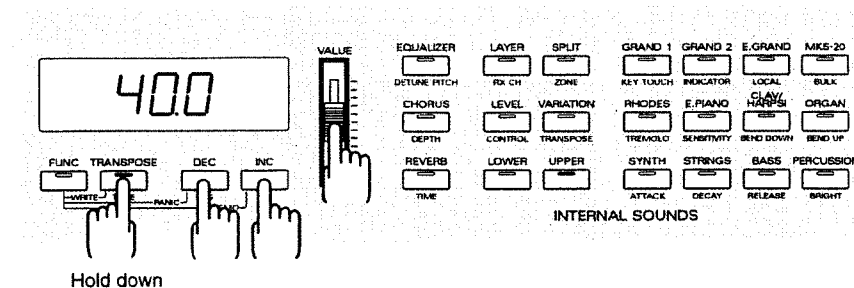 40.0
VALUE
FUNC TRANSPOSE DEC INC
WRITE PANIC
Hold down
EQUALIZER LAYER SPLIT GRAND 1 GRAND 2 E.GRAND MKS-20
DETUNE PITCH RX CH ZONE KEY TOUCH INDICATOR LOCAL BULK
CLAV/
CHORUS LEVEL VARIATION RHODES E.PIANO HARPSI ORGAN
DEPTH CONTROL TRANSPOSE TREMOLO SENSITIVITY BEND DOWN BEND UP
REVERB LOWER UPPER SYNTH STRINGS BASS PERCUSSION
TIME ATTACK DECAY RELEASE BRIGHT
INTERNAL SOUNDS